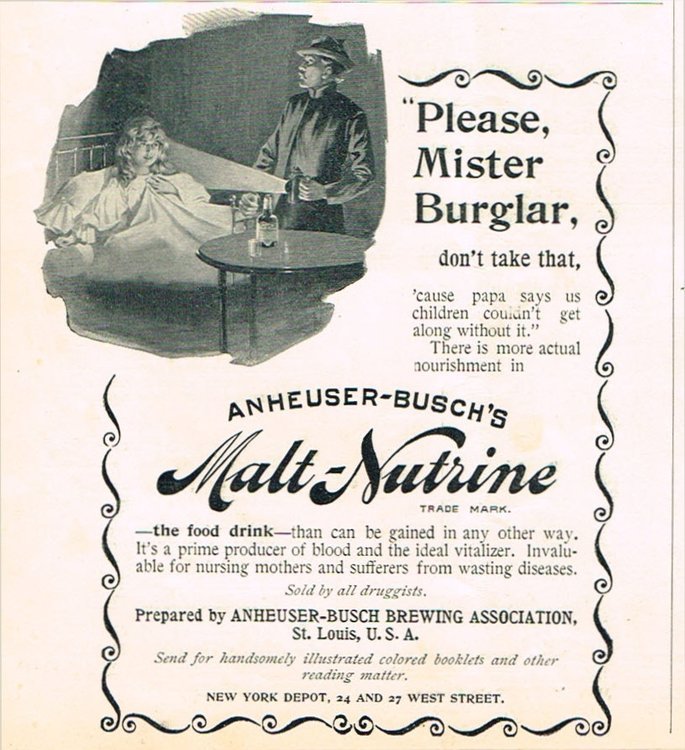 "Please,
Mister
Burglar,
don't take that,
'cause papa says us
children couldn't get
along without it."
There is more actual
nourishment in
ANHEUSER-BUSCH'S
Malt-Nutrine
TRADE MARK.
—the food drink—than can be gained in any other way.
It's a prime producer of blood and the ideal vitalizer. Invalu-
able for nursing mothers and sufferers from wasting diseases.
Sold by all druggists.
Prepared by ANHEUSER-BUSCH BREWING ASSOCIATION,
St. Louis, U. S. A.
Send for handsomely illustrated colored booklets and other
reading matter.
NEW YORK DEPOT, 24 AND 27 WEST STREET.